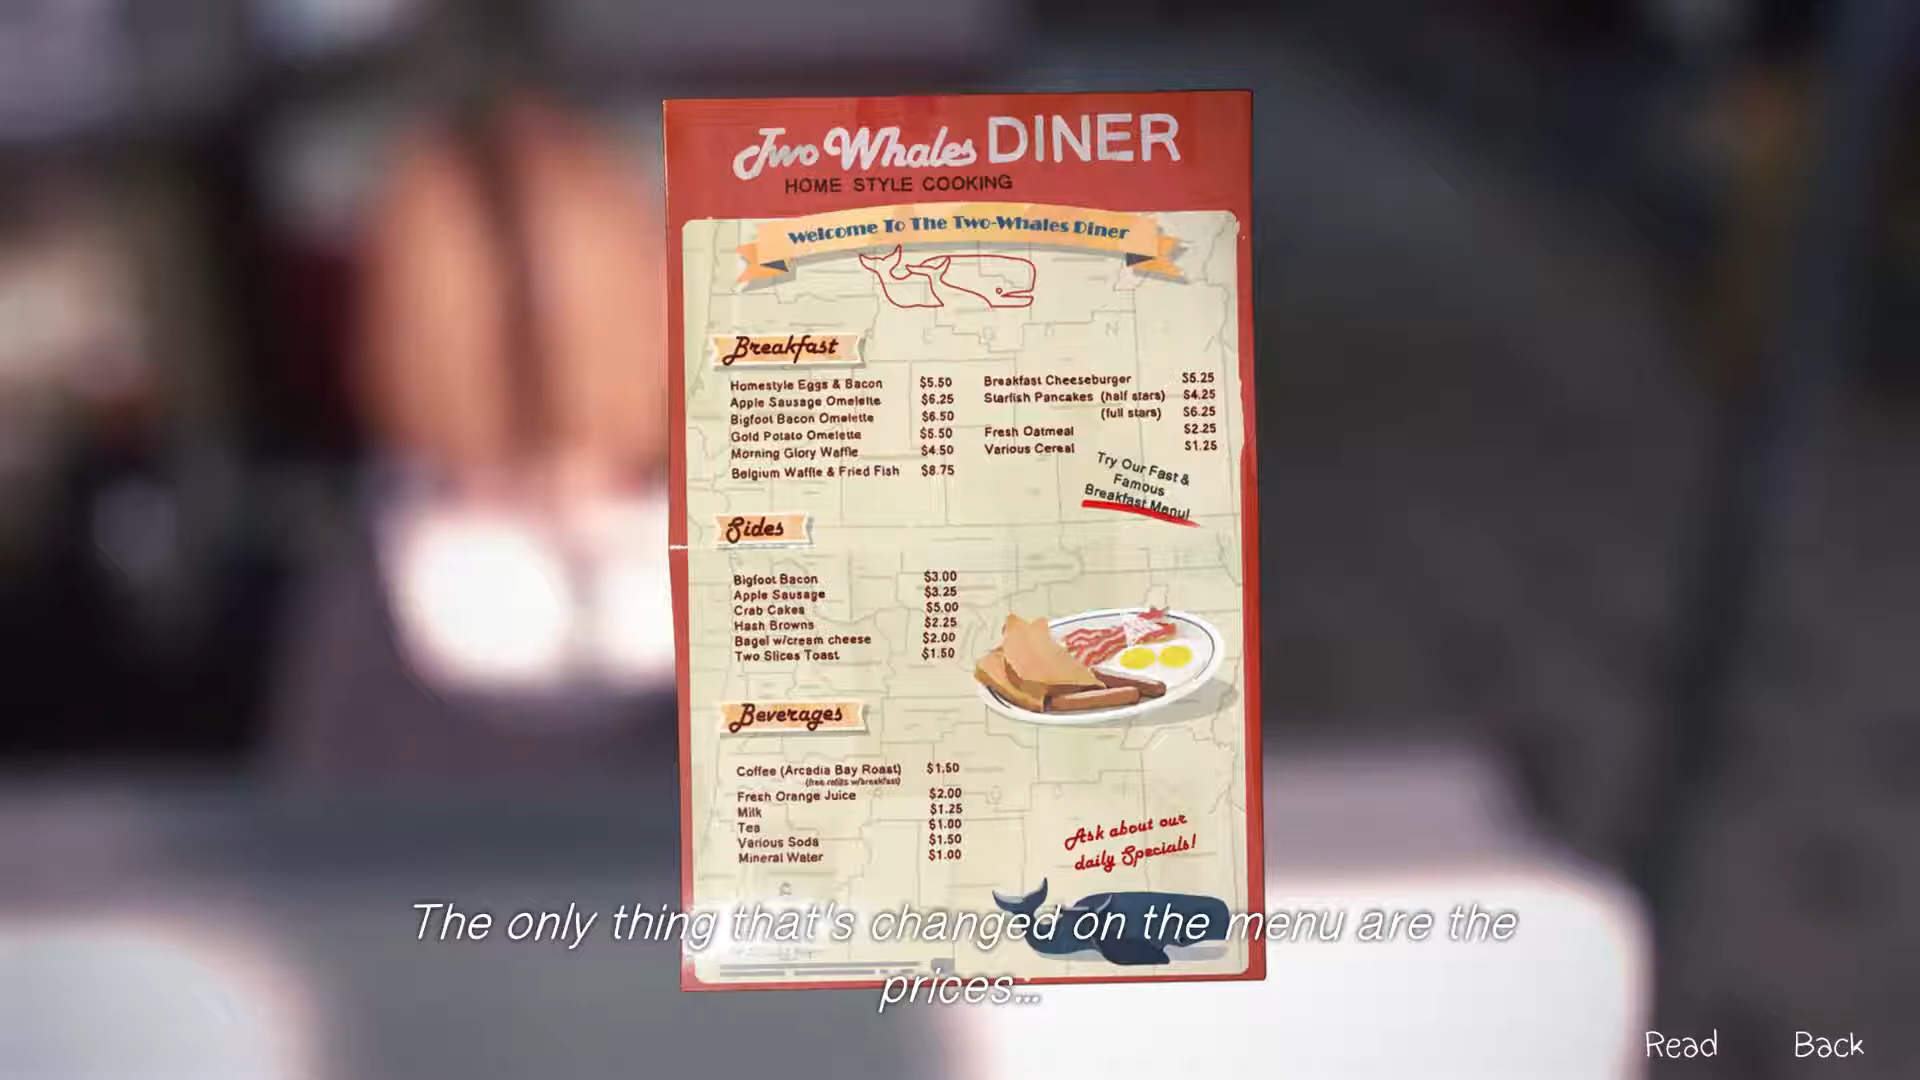 Two Whales DINER
HOME STYLE COOKING
Welcome To The Two-Whales Diner
Breakfast
Homestyle Eggs & Bacon $5.50
Apple Sausage Omelette $6.25
Bigfoot Bacon Omelette $6.50
Gold Potato Omelette $5.50
Morning Glory Waffle $4.50
Belgium Waffle & Fried Fish $8.75
Breakfast Cheeseburger $5.25
Starfish Pancakes (half stars) $4.25
(full stars) $6.25
Fresh Oatmeal $2.25
Various Cereal $1.25
Try Our Fast &
Famous
Breakfast Menu!
Sides
Bigfoot Bacon $3.00
Apple Sausage $3.25
Crab Cakes $5.00
Hash Browns $2.25
Bagel w/cream cheese $2.00
Two Slices Toast $1.50
Beverages
Coffee (Arcadia Bay Roast) $1.50
(free refills w/breakfast)
Fresh Orange Juice $2.00
Milk $1.25
Tea $1.00
Various Soda $1.50
Mineral Water $1.00
Ask about our
daily Specials!
The only thing that's changed on the menu are the
prices...
Read Back